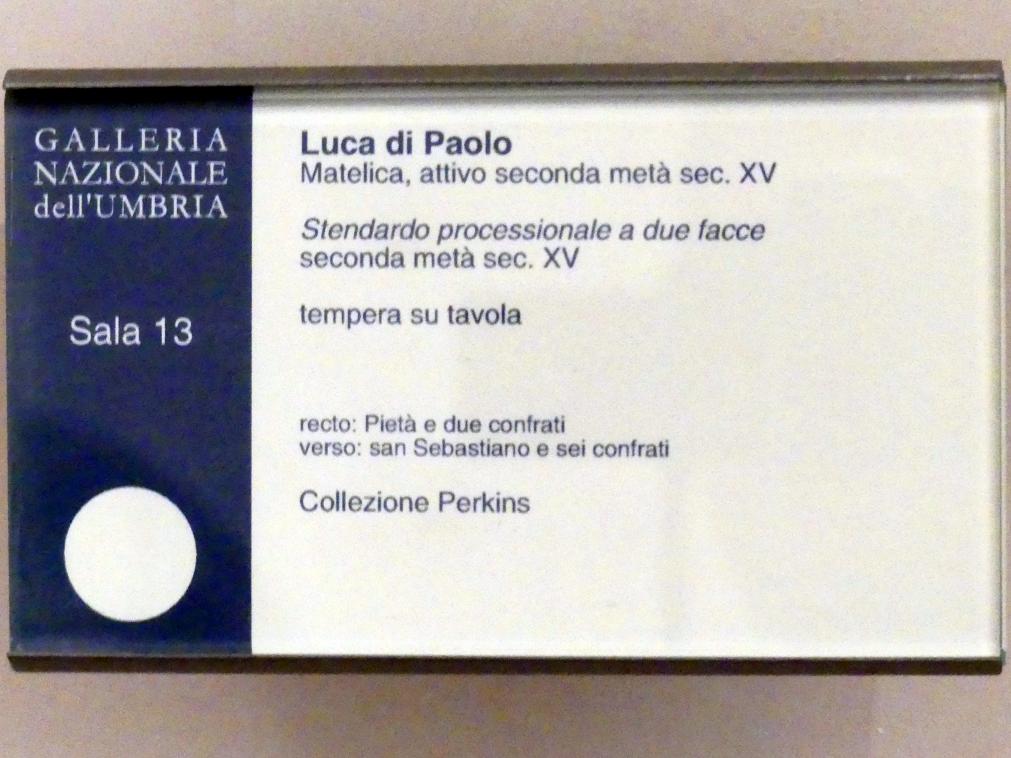 GALLERIA
NAZIONALE
dell'UMBRIA
Sala 13
Luca di Paolo
Matelica, attivo seconda metà sec. XV
Stendardo processionale a due facce
seconda metà sec. XV
tempera su tavola
recto: Pietà e due confrati
verso: san Sebastiano e sei confrati
Collezione Perkins